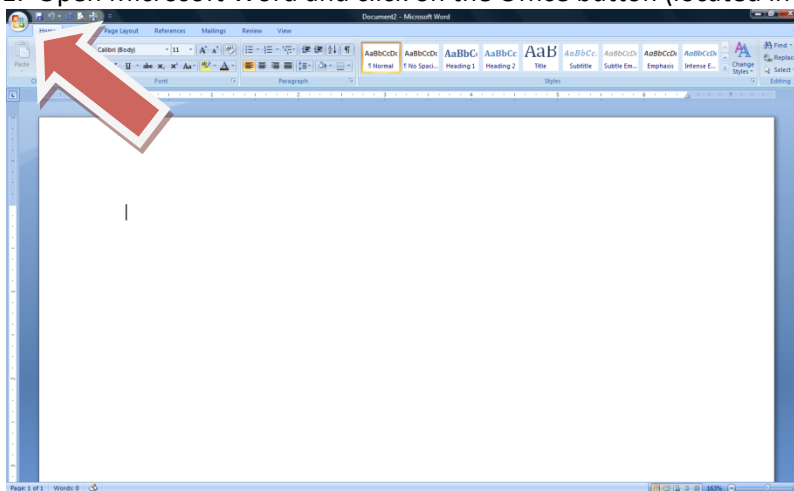 Open Microsoft Word and click on the Office button (located in
Document2 - Microsoft Word
Page Layout References Mailings Review View
Paste Calibri (Body) 11 Aa
AaBbCcDc AaBbCcDc AaBbC AaBbCc AaB AaBbCc. AaBbCcDc AaBbCcDc AaBbCcDc Find
Replac
¶ Normal ¶ No Spaci... Heading 1 Heading 2 Title Subtitle Subtle Em... Emphasis Intense E... Change Styles Select
Font Paragraph Styles Editing
Page: 1 of 1 Words: 0 163%